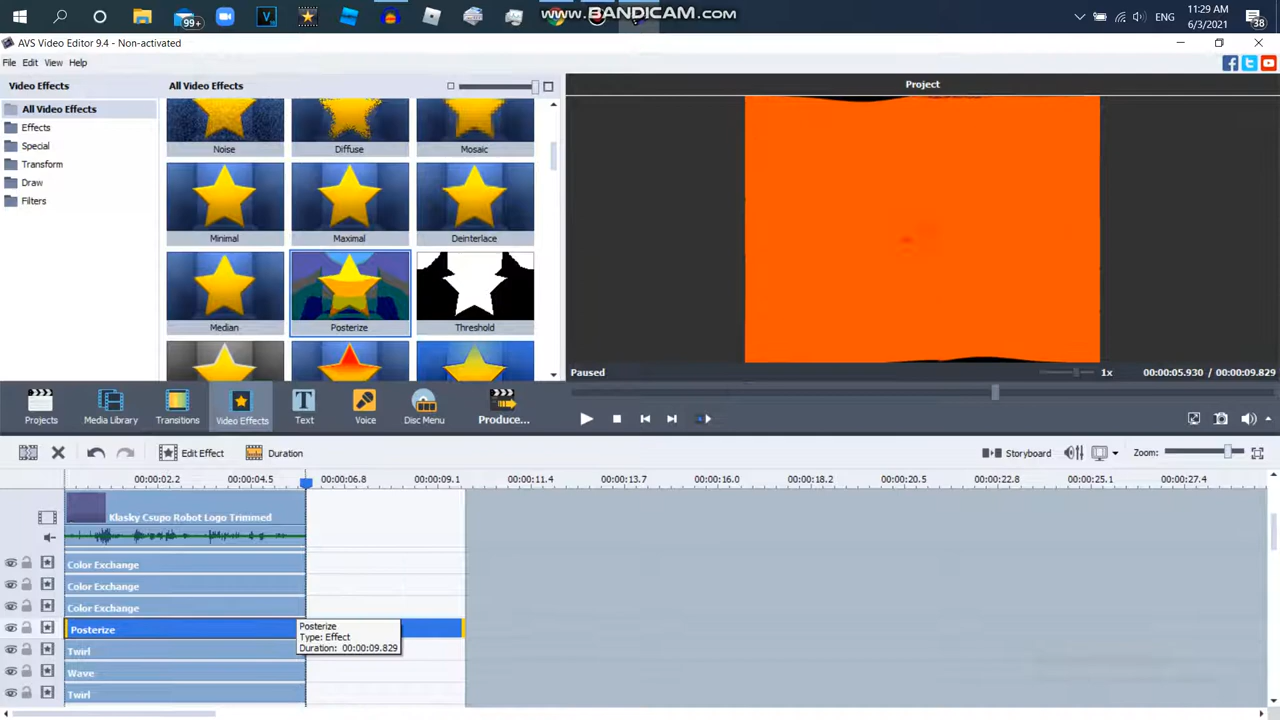 99+
www.BANDICAM.com
ENG
11:29 AM
6/3/2021
38
AVS Video Editor 9.4 - Non-activated
File Edit View Help
Video Effects
All Video Effects
Project
All Video Effects
Effects
Special
Transform
Draw
Filters
Noise Diffuse Mosaic
Minimal Maximal Deinterlace
Median Posterize Threshold
Paused
1x
00:00:05.930 / 00:00:09.829
Projects Media Library Transitions Video Effects Text Voice Disc Menu Produce...
Edit Effect Duration
Storyboard
Zoom:
00:00:02.2 00:00:04.5 00:00:06.8 00:00:09.1 00:00:11.4 00:00:13.7 00:00:16.0 00:00:18.2 00:00:20.5 00:00:22.8 00:00:25.1 00:00:27.4
Klasky Csupo Robot Logo Trimmed
Color Exchange
Color Exchange
Color Exchange
Posterize
Posterize
Type: Effect
Duration: 00:00:09.829
Twirl
Wave
Twirl